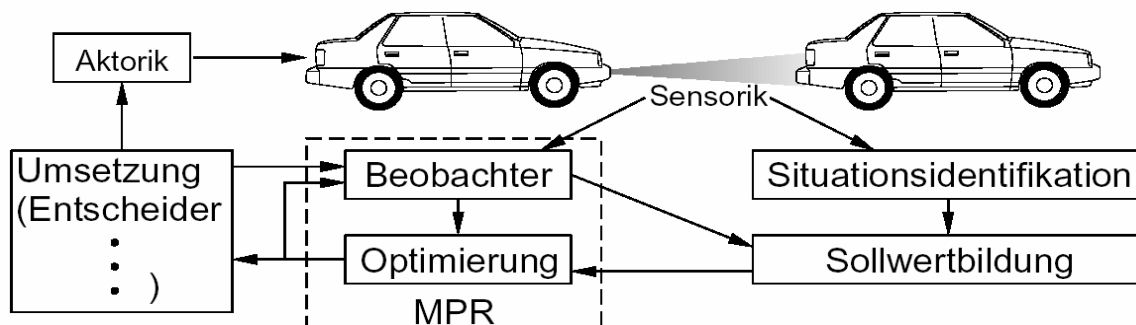 Aktorik
Sensorik
Umsetzung
(Entscheider
)
Beobachter
Situationsidentifikation
Optimierung
Sollwertbildung
MPR